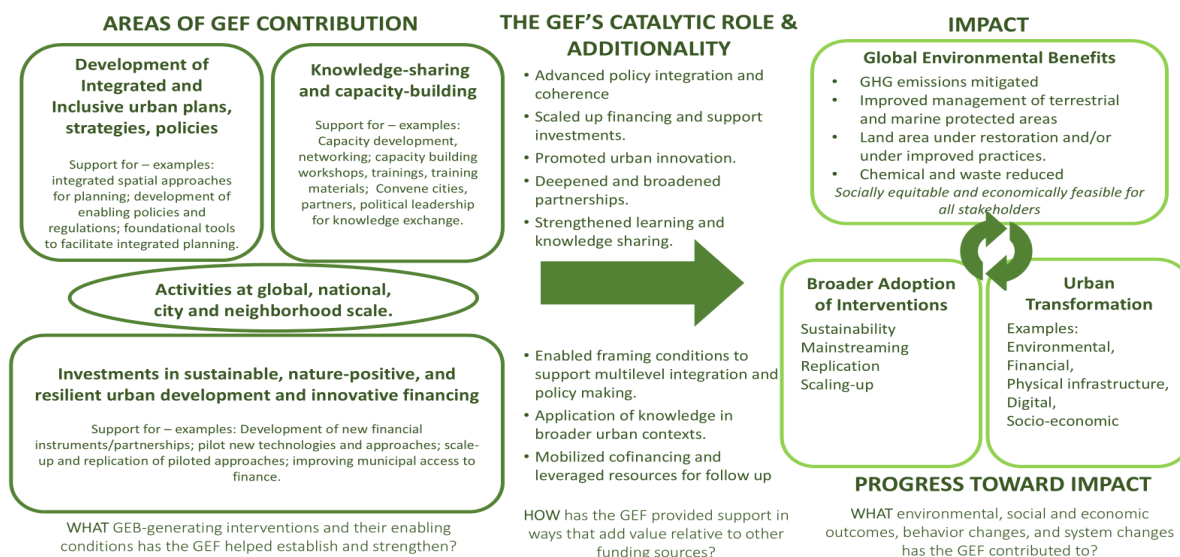 AREAS OF GEF CONTRIBUTION
Development of
Integrated and
Inclusive urban plans,
strategies, policies
Support for – examples:
integrated spatial approaches
for planning; development of
enabling policies and
regulations; foundational tools
to facilitate integrated planning.
Knowledge-sharing
and capacity-building
Support for – examples:
Capacity development,
networking; capacity building
workshops, trainings, training
materials; Convene cities,
partners, political leadership
for knowledge exchange.
Activities at global, national,
city and neighborhood scale.
Investments in sustainable, nature-positive, and
resilient urban development and innovative financing
Support for – examples: Development of new financial
instruments/partnerships; pilot new technologies and approaches; scale-
up and replication of piloted approaches; improving municipal access to
finance.
WHAT GEB-generating interventions and their enabling
conditions has the GEF helped establish and strengthen?
THE GEF'S CATALYTIC ROLE &
ADDITIONALITY
• Advanced policy integration and
coherence
• Scaled up financing and support
investments.
• Promoted urban innovation.
• Deepened and broadened
partnerships.
• Strengthened learning and
knowledge sharing.
• Enabled framing conditions to
support multilevel integration and
policy making.
• Application of knowledge in
broader urban contexts.
• Mobilized cofinancing and
leveraged resources for follow up
HOW has the GEF provided support in
ways that add value relative to other
funding sources?
IMPACT
Global Environmental Benefits
• GHG emissions mitigated
• Improved management of terrestrial
and marine protected areas
• Land area under restoration and/or
under improved practices.
• Chemical and waste reduced
Socially equitable and economically feasible for
all stakeholders
Broader Adoption
of Interventions
Sustainability
Mainstreaming
Replication
Scaling-up
Urban
Transformation
Examples:
Environmental,
Financial,
Physical infrastructure,
Digital,
Socio-economic
PROGRESS TOWARD IMPACT
WHAT environmental, social and economic
outcomes, behavior changes, and system changes
has the GEF contributed to?